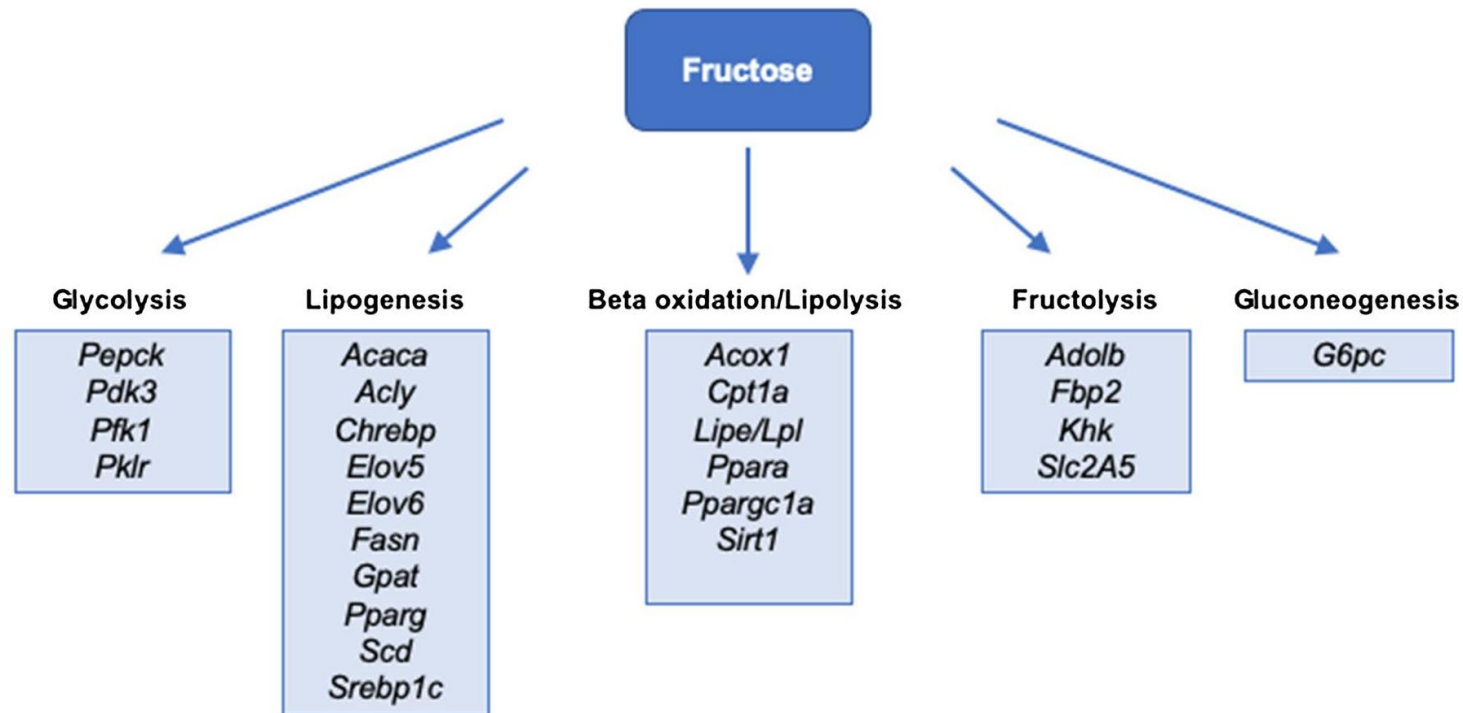 Fructose
Glycolysis
Pepck
Pdk3
Pfk1
Pklr
Lipogenesis
Acaca
Acly
Chrebp
Elov5
Elov6
Fasn
Gpat
Pparg
Scd
Srebp1c
Beta oxidation/Lipolysis
Acox1
Cpt1a
Lipe/Lpl
Ppara
Ppargc1a
Sirt1
Fructolysis
Adolb
Fbp2
Khk
Slc2A5
Gluconeogenesis
G6pc